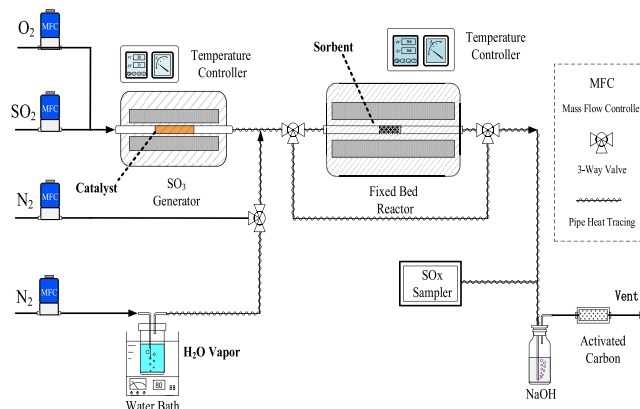 O2
MFC
SO2
MFC
N2
MFC
N2
MFC
Temperature
Controller
Catalyst
SO3
Generator
Sorbent
Temperature
Controller
Fixed Bed
Reactor
H2O Vapor
80
Water Bath
SOx
Sampler
NaOH
Activated
Carbon
Vent
MFC
Mass Flow Controlle
3-Way Valve
Pipe Heat Tracing